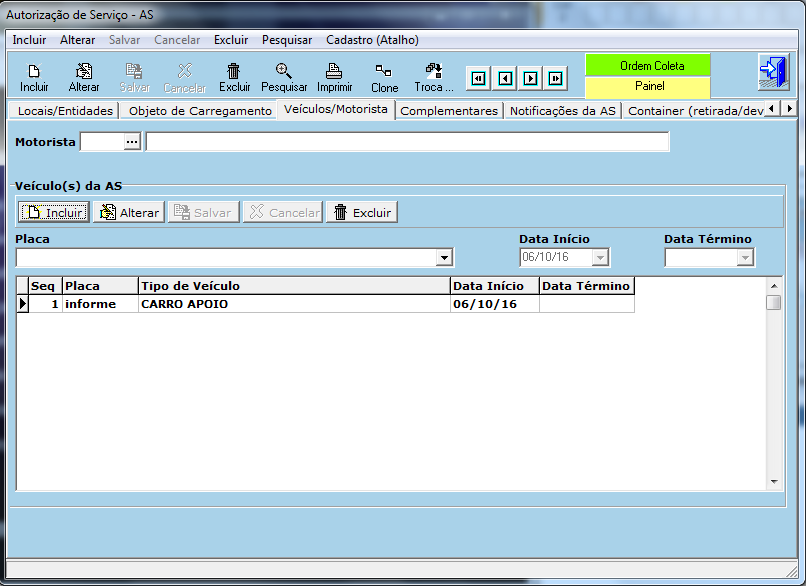 Autorização de Serviço - AS
Incluir Alterar Salvar Cancelar Excluir Pesquisar Cadastro (Atalho)
Incluir Alterar Salvar Cancelar Excluir Pesquisar Imprimir Clone Troca ...
Ordem Coleta
Painel
Locais/Entidades Objeto de Carregamento Veículos/Motorista Complementares Notificações da AS Container (retirada/dev
Motorista ...
Veículo(s) da AS
Incluir Alterar Salvar Cancelar Excluir
Placa Data Início Data Término
06/10/16
Seq Placa Tipo de Veículo Data Início Data Término
1 informe CARRO APOIO 06/10/16